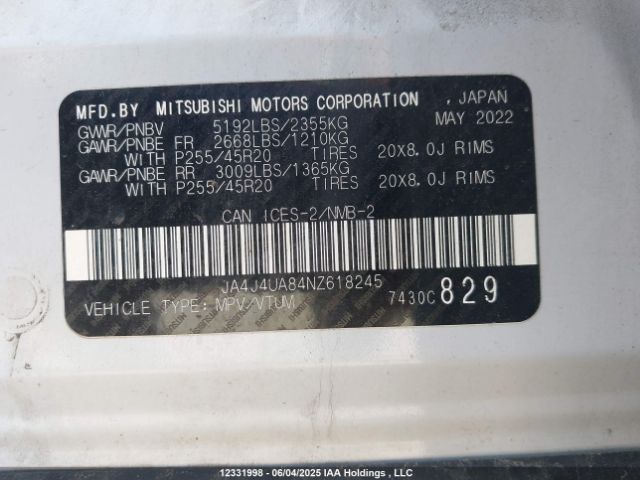 MFD.BY MITSUBISHI MOTORS CORPORATION , JAPAN
GVWR/PNBV 5192LBS/2355KG MAY 2022
GAWR/PNBE FR 2668LBS/1210KG
WITH P255/45R20 TIRES 20X8.0J RIMS
GAWR/PNBE RR 3009LBS/1365KG
WITH P255/45R20 TIRES 20X8.0J RIMS
CAN ICES-2/NMB-2
JA4J4UA84NZ618245
VEHICLE TYPE: MPV/VTUM 7430C 829
12331998 - 06/04/2025 IAA Holdings , LLC